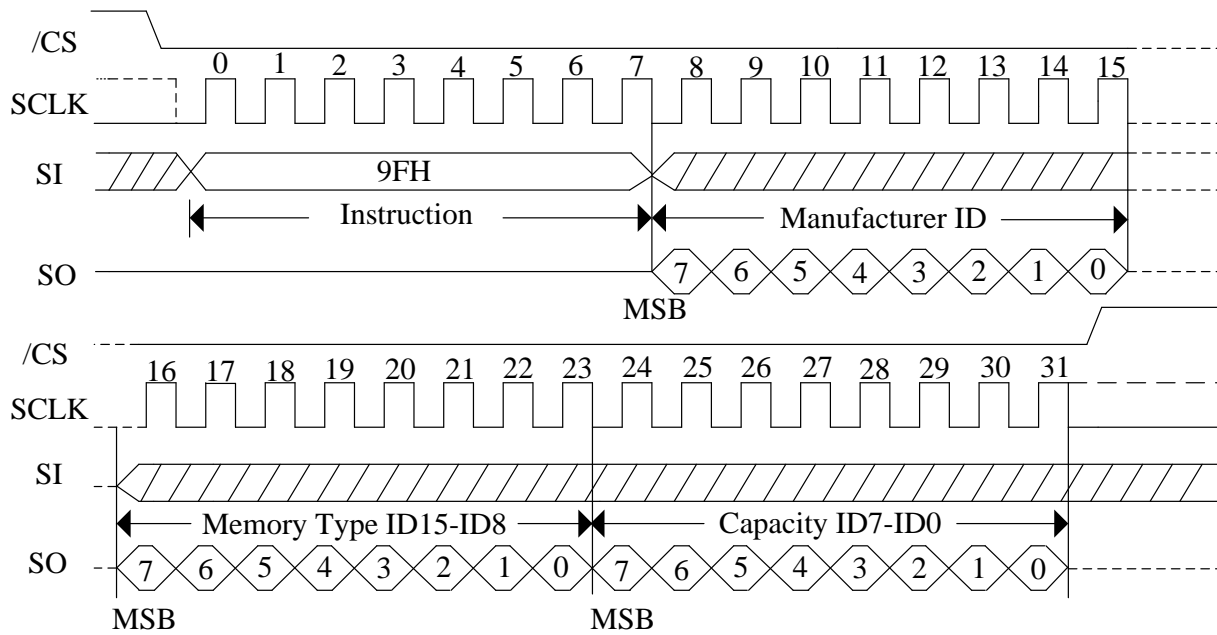 /CS
0 1 2 3 4 5 6 7 8 9 10 11 12 13 14 15
SCLK
SI 9FH
Instruction Manufacturer ID
SO 7 6 5 4 3 2 1 0
MSB
/CS
16 17 18 19 20 21 22 23 24 25 26 27 28 29 30 31
SCLK
SI
Memory Type ID15-ID8 Capacity ID7-ID0
SO 7 6 5 4 3 2 1 0 7 6 5 4 3 2 1 0
MSB MSB